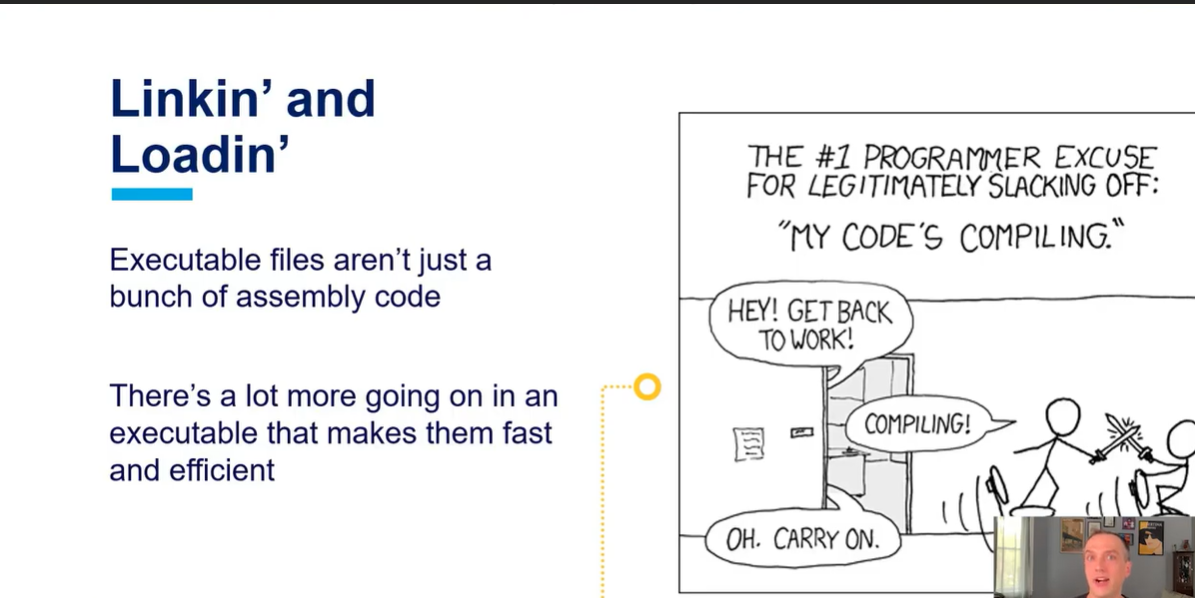 Linkin’ and
Loadin’
Executable files aren’t just a
bunch of assembly code
There’s a lot more going on in an
executable that makes them fast
and efficient
THE #1 PROGRAMMER EXCUSE
FOR LEGITIMATELY SLACKING OFF:
"MY CODE'S COMPILING."
HEY! GET BACK
TO WORK!
COMPILING!
OH. CARRY ON.